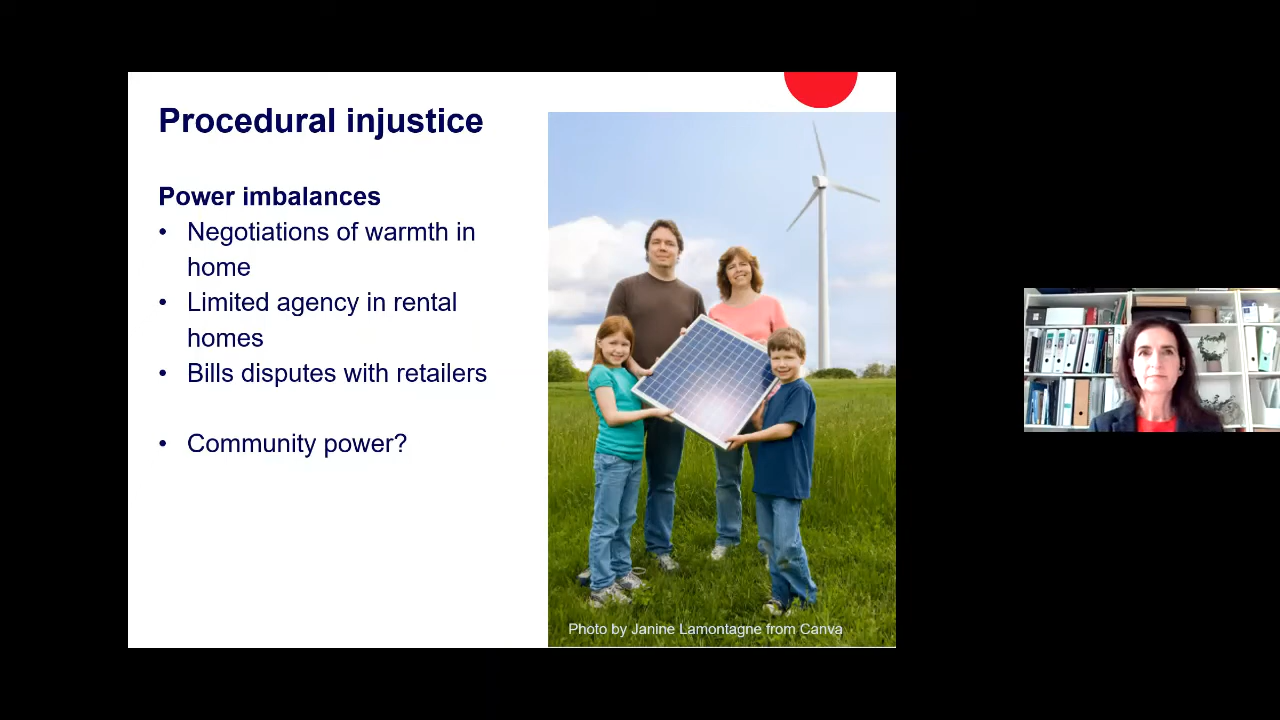 Procedural injustice
Power imbalances
• Negotiations of warmth in
home
• Limited agency in rental
homes
• Bills disputes with retailers
• Community power?
Photo by Janine Lamontagne from Canva